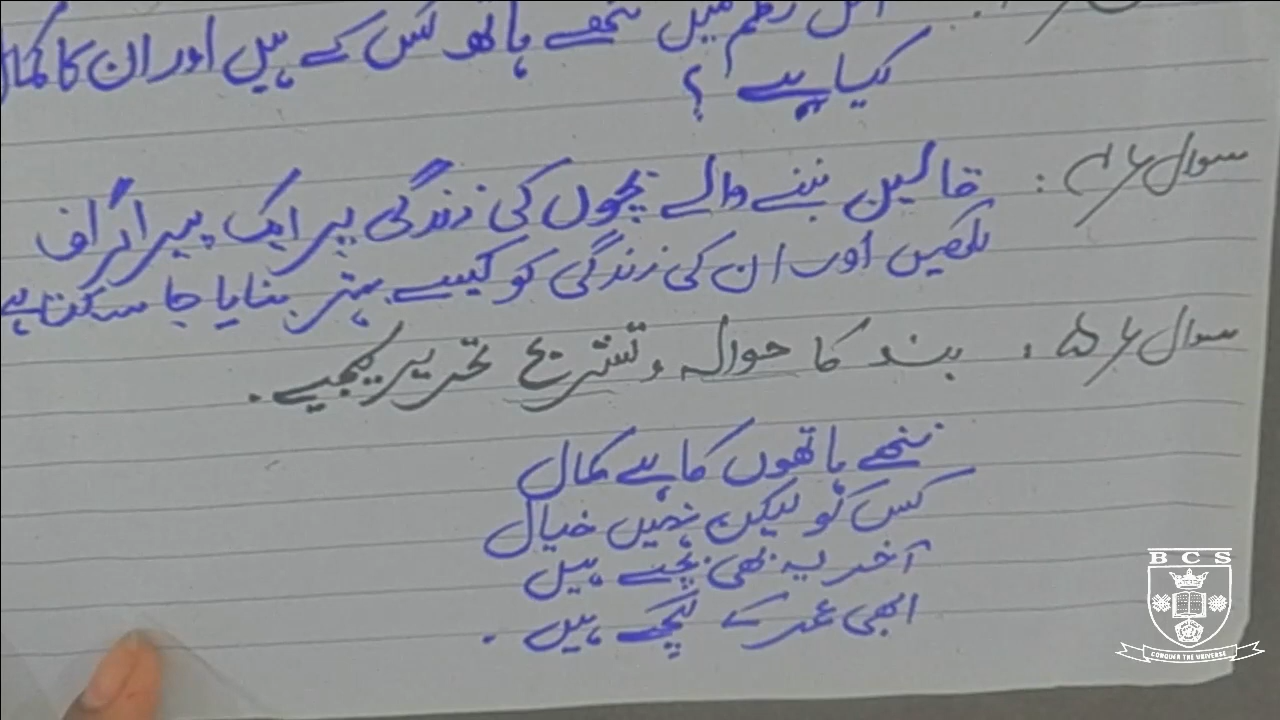 اس نظم میں ننھے ہاتھ کس کے ہیں اور ان کا کمال
کیا ہے ؟
سوال ۴؍ : قالین بننے والے بچوں کی زندگی پر ایک پیراگراف
لکھیں اور ان کی زندگی کو کیسے بہتر بنایا جا سکتا ہے
سوال ۵؍ : بند کا حوالہ و تشریح تحریر کیجیے۔
ننھے ہاتھوں کا ہے کمال
کس کو لیکن نہیں خیال
آخر یہ بھی بچے ہیں
ابھی عمر کے کچے ہیں ۔
BCS
CONQUER THE UNIVERSE